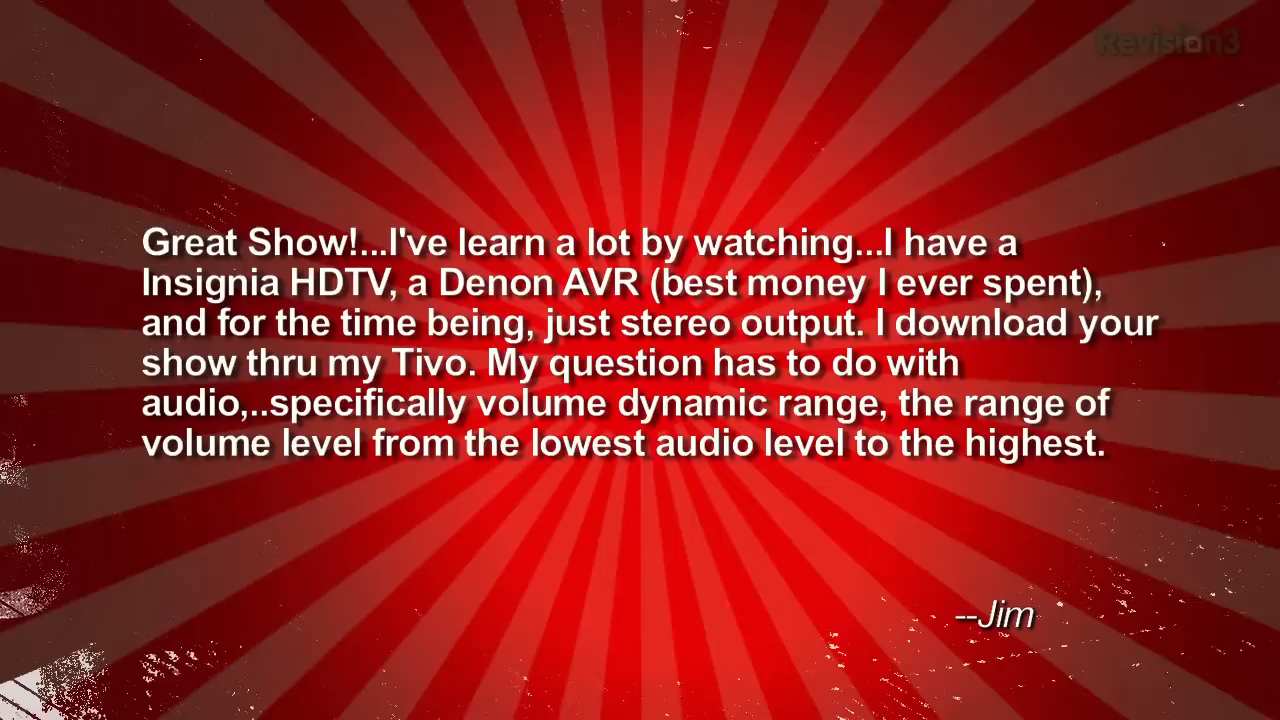 Revision3
Great Show!...I've learn a lot by watching...I have a
Insignia HDTV, a Denon AVR (best money I ever spent),
and for the time being, just stereo output. I download your
show thru my Tivo. My question has to do with
audio,..specifically volume dynamic range, the range of
volume level from the lowest audio level to the highest.
--Jim